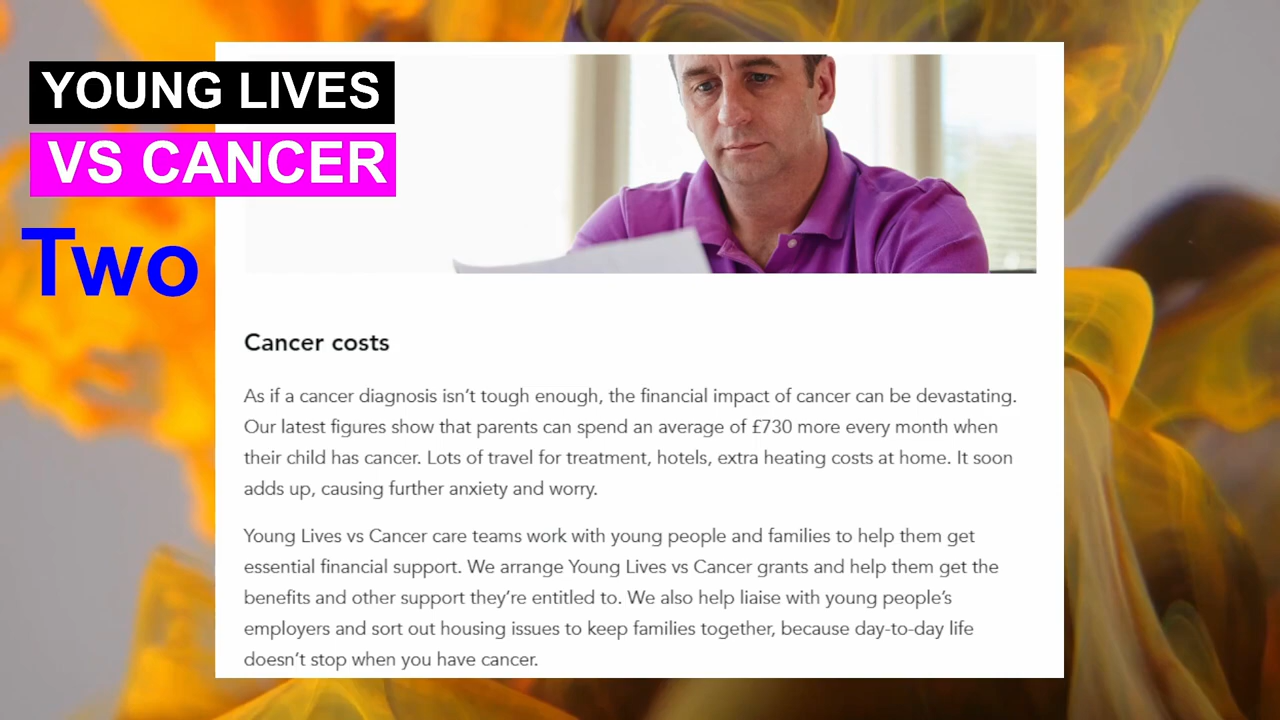 YOUNG LIVES
VS CANCER
Two
Cancer costs
As if a cancer diagnosis isn’t tough enough, the financial impact of cancer can be devastating.
Our latest figures show that parents can spend an average of £730 more every month when
their child has cancer. Lots of travel for treatment, hotels, extra heating costs at home. It soon
adds up, causing further anxiety and worry.
Young Lives vs Cancer care teams work with young people and families to help them get
essential financial support. We arrange Young Lives vs Cancer grants and help them get the
benefits and other support they’re entitled to. We also help liaise with young people’s
employers and sort out housing issues to keep families together, because day-to-day life
doesn’t stop when you have cancer.